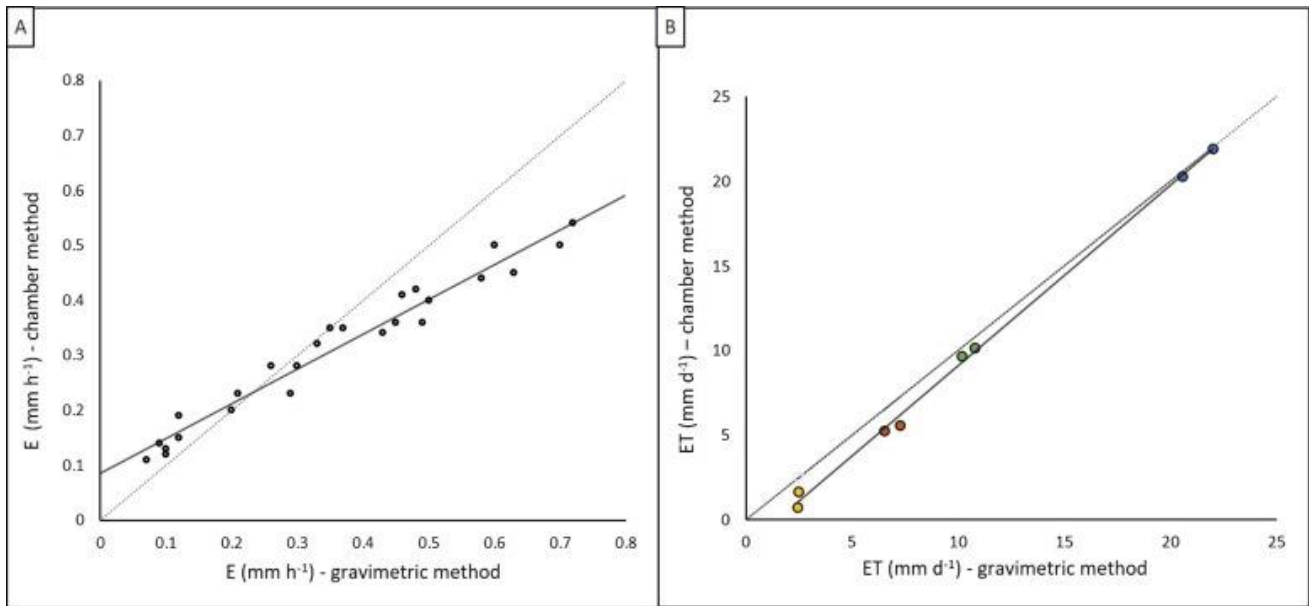 A
E (mm h⁻¹) - chamber method
0.8
0.7
0.6
0.5
0.4
0.3
0.2
0.1
0
0 0.1 0.2 0.3 0.4 0.5 0.6 0.7 0.8
E (mm h⁻¹) - gravimetric method
B
ET (mm d⁻¹) – chamber method
25
20
15
10
5
0
0 5 10 15 20 25
ET (mm d⁻¹) - gravimetric method